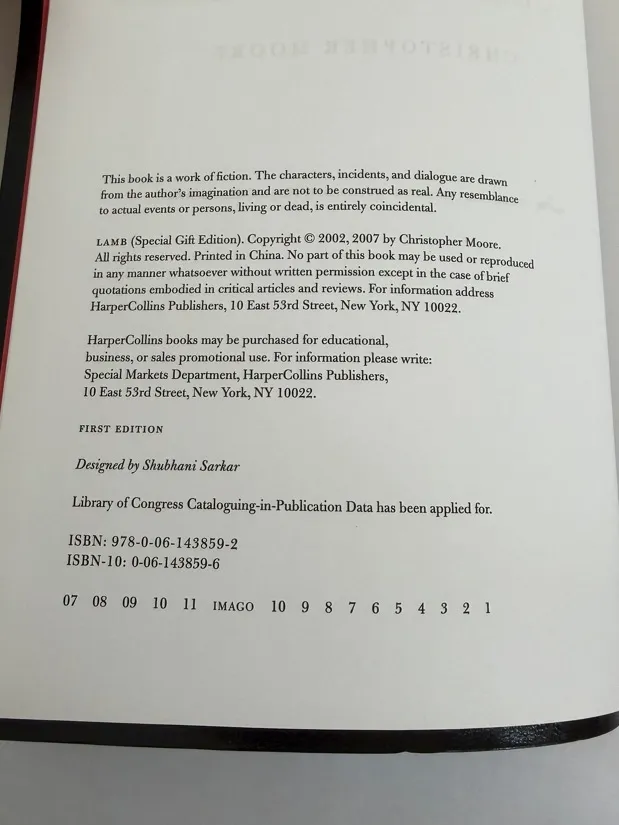 This book is a work of fiction. The characters, incidents, and dialogue are drawn
from the author's imagination and are not to be construed as real. Any resemblance
to actual events or persons, living or dead, is entirely coincidental.
LAMB (Special Gift Edition). Copyright © 2002, 2007 by Christopher Moore.
All rights reserved. Printed in China. No part of this book may be used or reproduced
in any manner whatsoever without written permission except in the case of brief
quotations embodied in critical articles and reviews. For information address
HarperCollins Publishers, 10 East 53rd Street, New York, NY 10022.
HarperCollins books may be purchased for educational,
business, or sales promotional use. For information please write:
Special Markets Department, HarperCollins Publishers,
10 East 53rd Street, New York, NY 10022.
FIRST EDITION
Designed by Shubhani Sarkar
Library of Congress Cataloguing-in-Publication Data has been applied for.
ISBN: 978-0-06-143859-2
ISBN-10: 0-06-143859-6
07 08 09 10 11 IMAGO 10 9 8 7 6 5 4 3 2 1